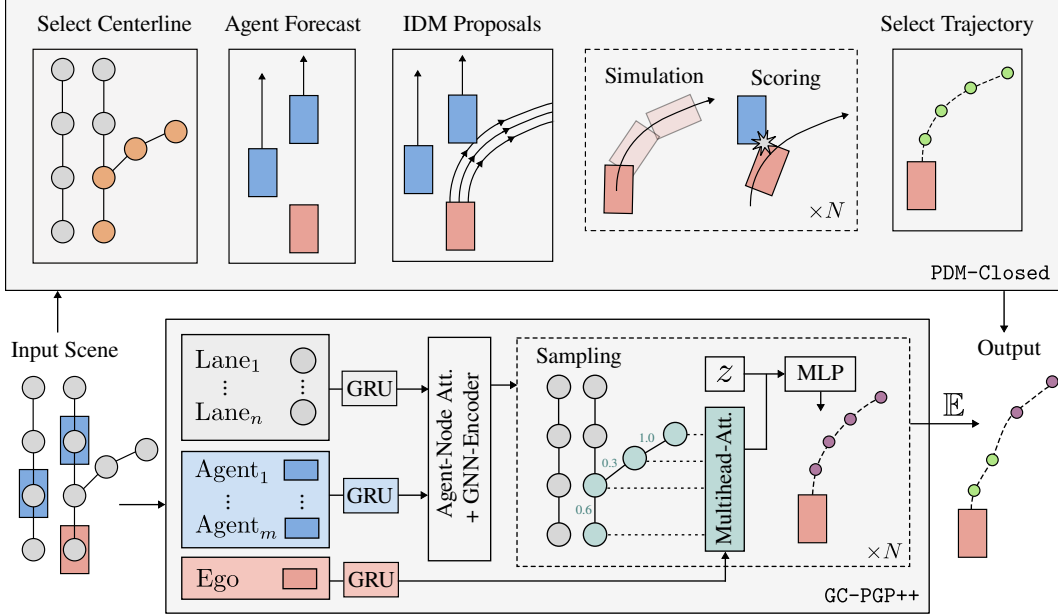 Select Centerline
Agent Forecast
IDM Proposals
Select Trajectory
Simulation
Scoring
×N
PDM-Closed
Input Scene
Output
Lane₁
⋮
Laneₙ
GRU
Agent₁
⋮
Agentₘ
GRU
Ego
GRU
Agent-Node Att.
+ GNN-Encoder
Sampling
1.0
0.3
0.6
z
MLP
Multihead-Att.
×N
𝔼
GC-PGP++